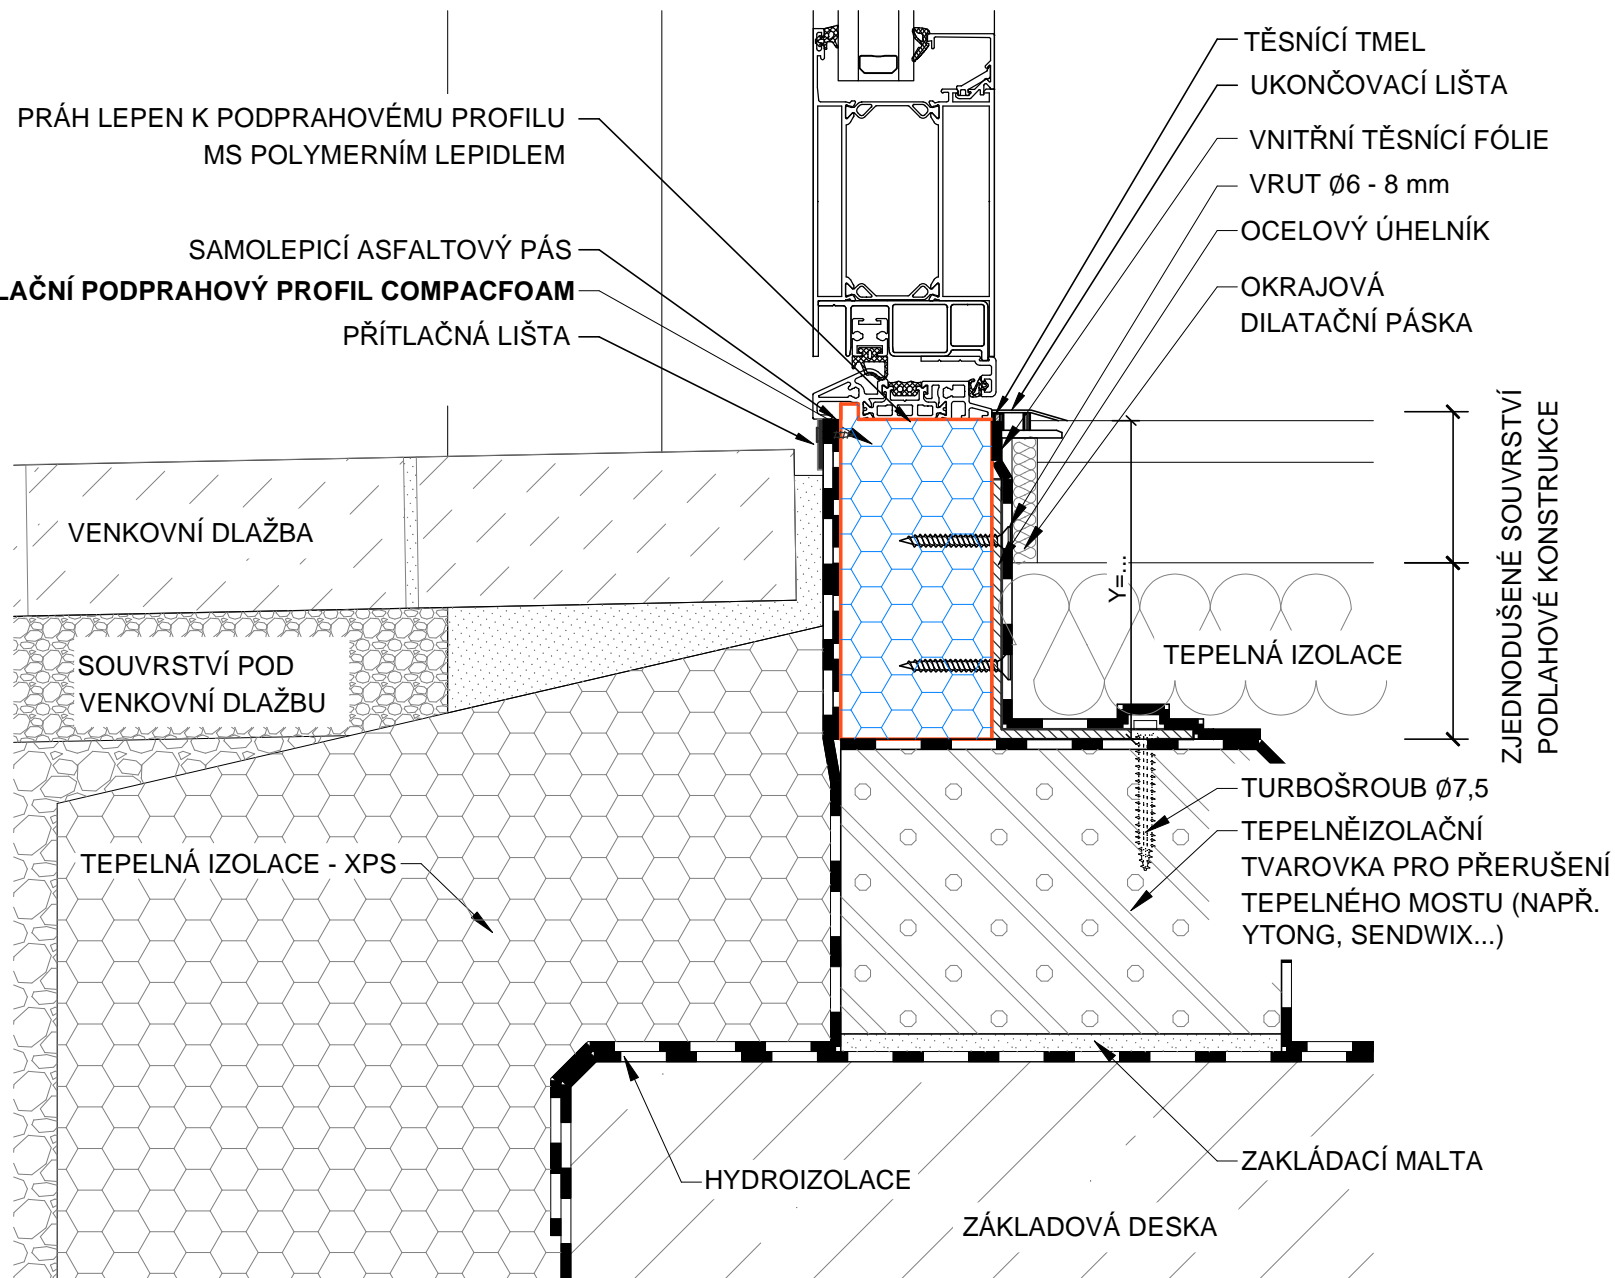 PRÁH LEPEN K PODPRAHOVÉMU PROFILU
MS POLYMERNÍM LEPIDLEM
SAMOLEPICÍ ASFALTOVÝ PÁS
LAČNÍ PODPRAHOVÝ PROFIL COMPACFOAM
PŘÍTLAČNÁ LIŠTA
TĚSNÍCÍ TMEL
UKONČOVACÍ LIŠTA
VNITŘNÍ TĚSNÍCÍ FÓLIE
VRUT Ø6 - 8 mm
OCELOVÝ ÚHELNÍK
OKRAJOVÁ
DILATAČNÍ PÁSKA
ZJEDNODUŠENÉ SOUVRSTVÍ
PODLAHOVÉ KONSTRUKCE
VENKOVNÍ DLAŽBA
Y=...
SOUVRSTVÍ POD
VENKOVNÍ DLAŽBU
TEPELNÁ IZOLACE
TURBOŠROUB Ø7,5
TEPELNĚIZOLAČNÍ
TVAROVKA PRO PŘERUŠENÍ
TEPELNÉHO MOSTU (NAPŘ.
YTONG, SENDWIX...)
TEPELNÁ IZOLACE - XPS
ZAKLÁDACÍ MALTA
HYDROIZOLACE
ZÁKLADOVÁ DESKA